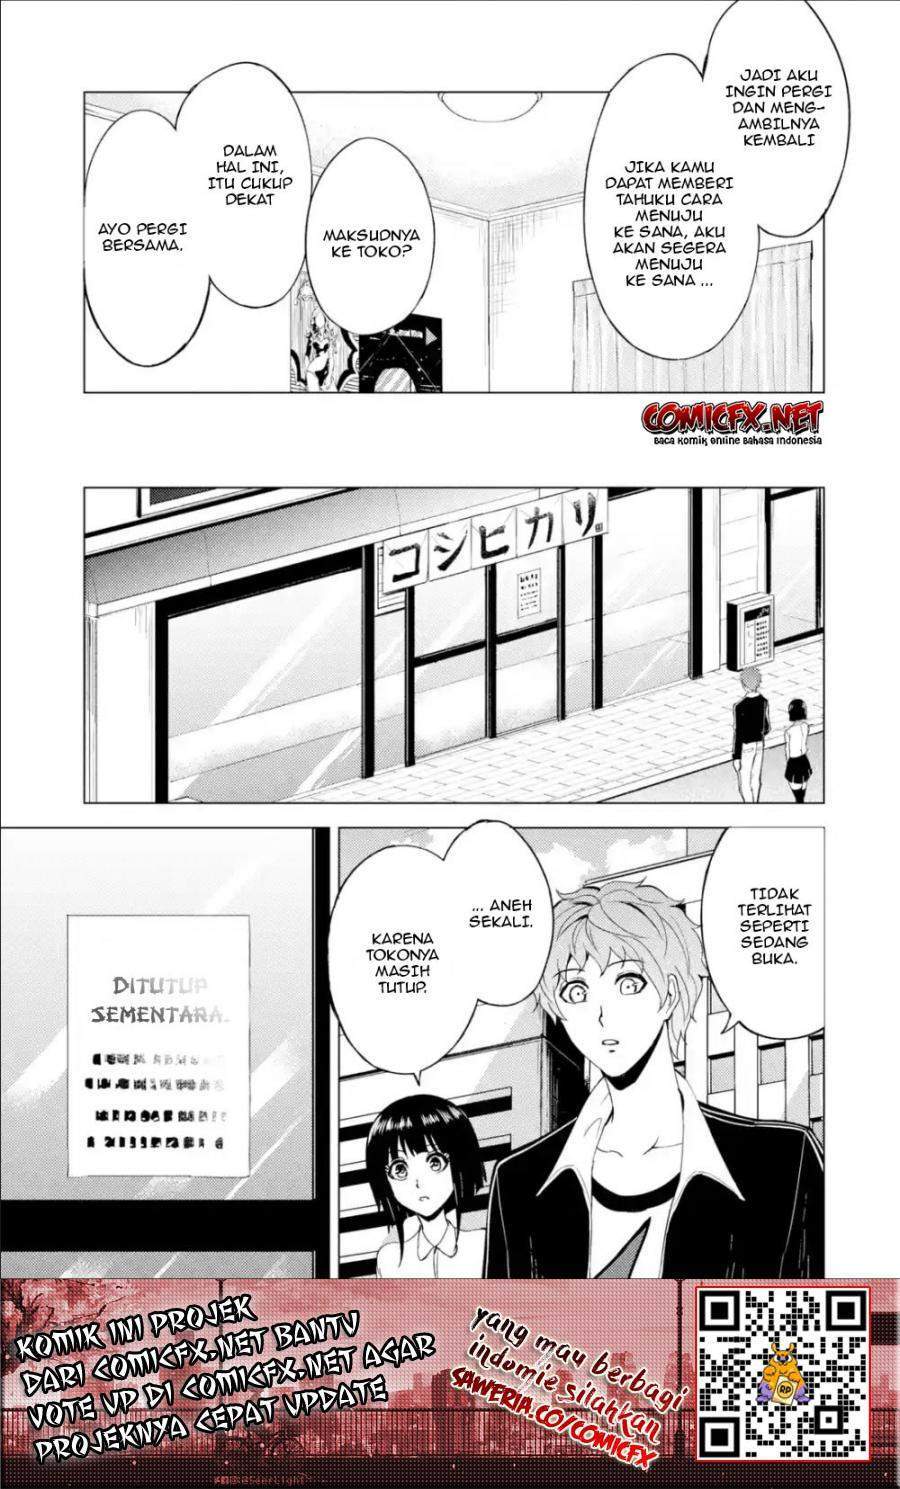 JADI AKU
INGIN PERGI
DAN MENG-
AMBILNYA
KEMBALI
JIKA KAMU
DAPAT MEMBERI
TAHUKU CARA
MENUJU
KE SANA, AKU
AKAN SEGERA
MENUJU
KE SANA ...
MAKSUDNYA
KE TOKO?
DALAM
HAL INI,
ITU CUKUP
DEKAT
AYO PERGI
BERSAMA.
COMICFX.NET
Baca Komik Online Bahasa Indonesia
コシヒカリ
TIDAK
TERLIHAT
SEPERTI
SEDANG
BUKA.
... ANEH
SEKALI.
KARENA
TOKONYA
MASIH
TUTUP.
DITUTUP
SEMENTARA.
KOMIK INI PROJEK
DARI COMICFX.NET BANTU
VOTE UP DI COMICFX.NET AGAR
PROJEKNYA CEPAT UPDATE
yang mau berbagi
indomie silahkan
SAWERIA.CO/COMICFX
RP